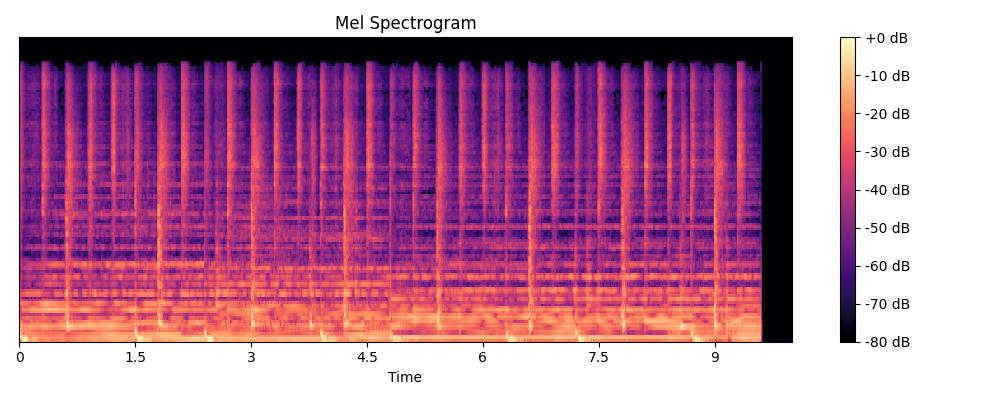 Mel Spectrogram
+0 dB
-10 dB
-20 dB
-30 dB
-40 dB
-50 dB
-60 dB
-70 dB
-80 dB
0 1.5 3 4.5 6 7.5 9
Time